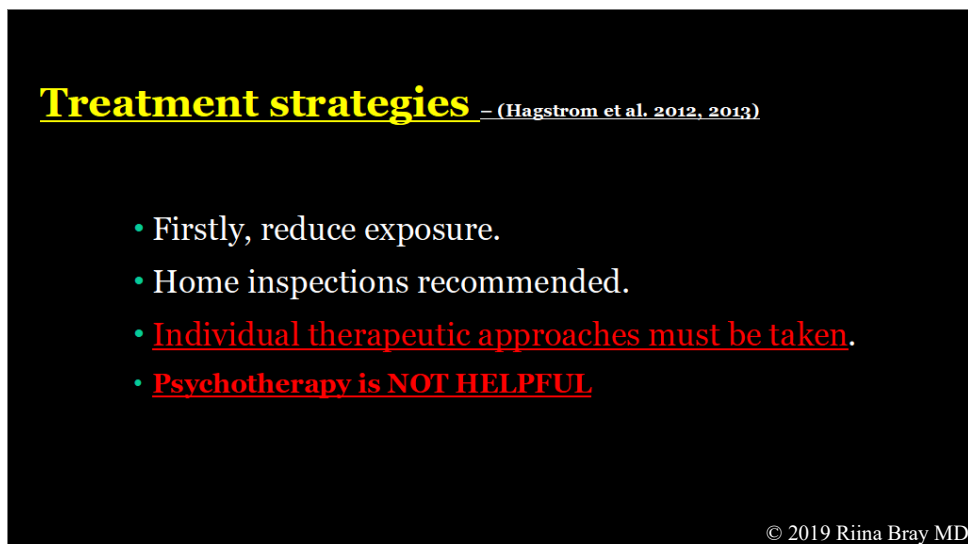 Treatment strategies – (Hagstrom et al. 2012, 2013)
• Firstly, reduce exposure.
• Home inspections recommended.
• Individual therapeutic approaches must be taken.
• Psychotherapy is NOT HELPFUL
© 2019 Riina Bray MD